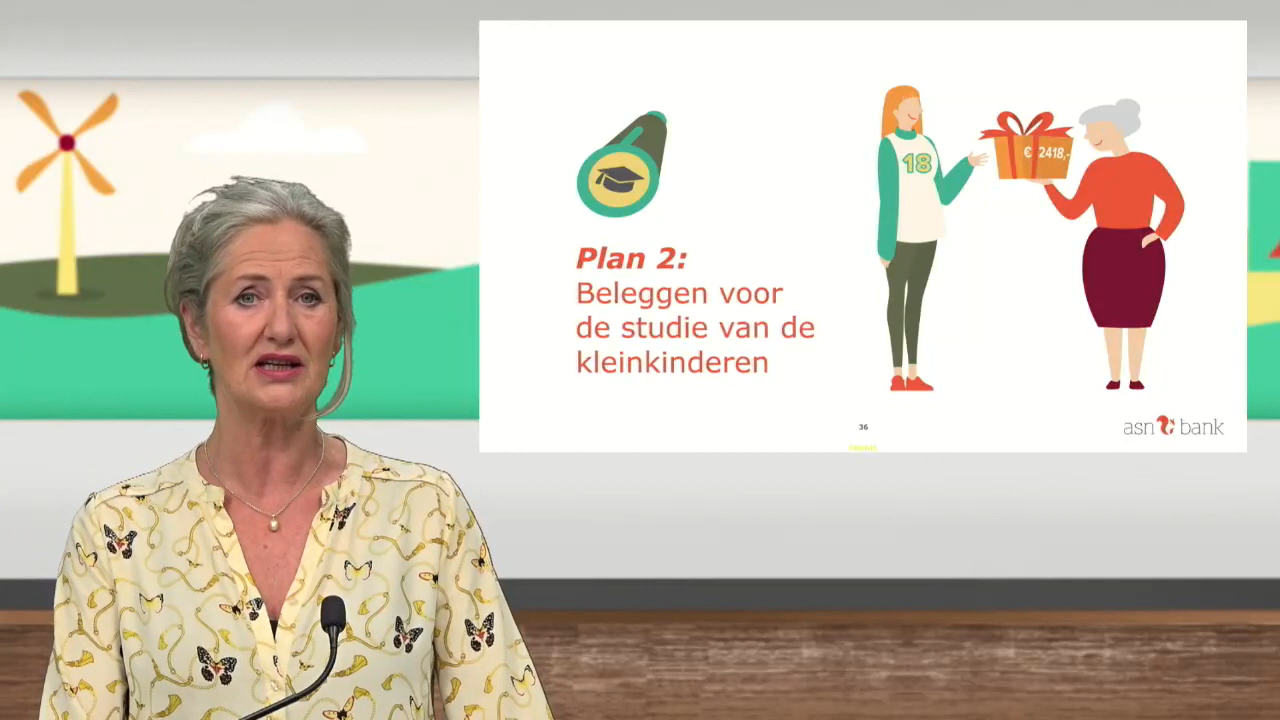 18
€ 2418,-
Plan 2:
Beleggen voor
de studie van de
kleinkinderen
36
asn bank